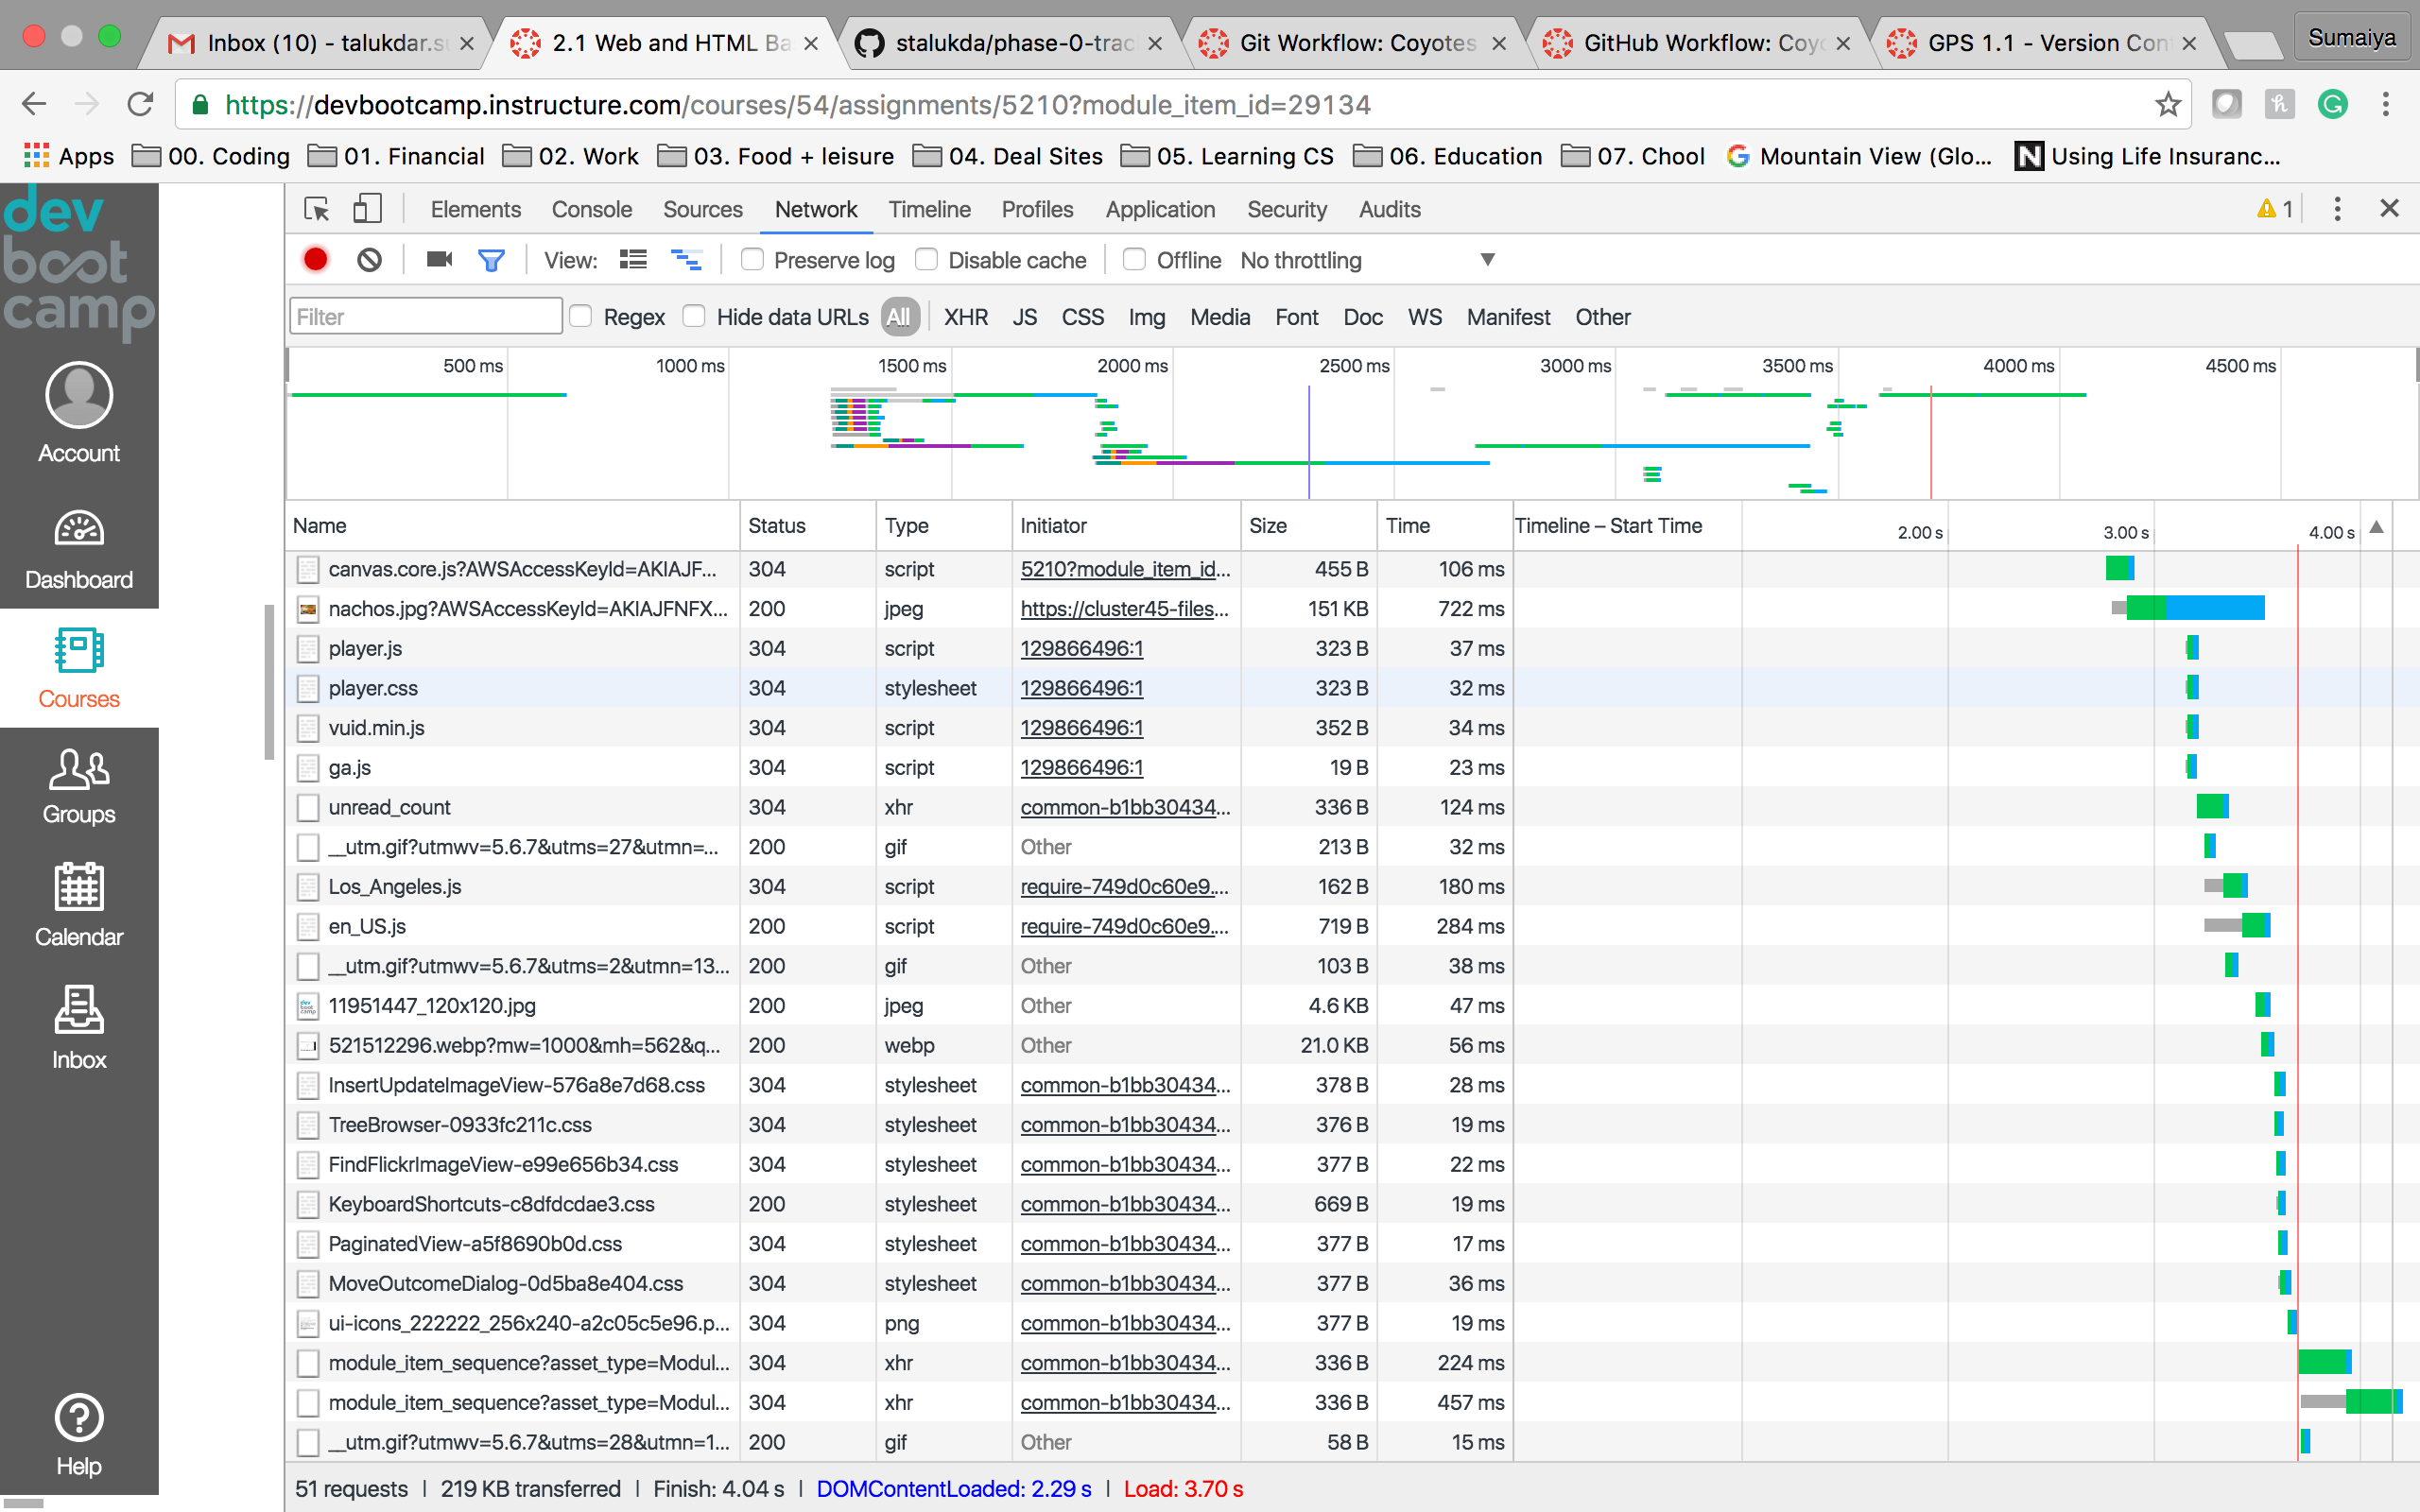 Inbox (10) - talukdar.s
2.1 Web and HTML Ba
stalukda/phase-0-trac
Git Workflow: Coyotes
GitHub Workflow: Coyo
GPS 1.1 - Version Con
Sumaiya
https://devbootcamp.instructure.com/courses/54/assignments/5210?module_item_id=29134
Apps 00. Coding 01. Financial 02. Work 03. Food + leisure 04. Deal Sites 05. Learning CS 06. Education 07. Chool Mountain View (Glo... Using Life Insuranc...
dev
boot
camp
Account
Dashboard
Courses
Groups
Calendar
Inbox
Help
Elements Console Sources Network Timeline Profiles Application Security Audits 1
View: Preserve log Disable cache Offline No throttling
Filter Regex Hide data URLs All XHR JS CSS Img Media Font Doc WS Manifest Other
500 ms 1000 ms 1500 ms 2000 ms 2500 ms 3000 ms 3500 ms 4000 ms 4500 ms
Name Status Type Initiator Size Time Timeline – Start Time 2.00 s 3.00 s 4.00 s
canvas.core.js?AWSAccessKeyId=AKIAJF... 304 script 5210?module_item_id... 455 B 106 ms
nachos.jpg?AWSAccessKeyId=AKIAJFNFX... 200 jpeg https://cluster45-files... 151 KB 722 ms
player.js 304 script 129866496:1 323 B 37 ms
player.css 304 stylesheet 129866496:1 323 B 32 ms
vuid.min.js 304 script 129866496:1 352 B 34 ms
ga.js 304 script 129866496:1 19 B 23 ms
unread_count 304 xhr common-b1bb30434... 336 B 124 ms
__utm.gif?utmwv=5.6.7&utms=27&utmn=... 200 gif Other 213 B 32 ms
Los_Angeles.js 304 script require-749d0c60e9.... 162 B 180 ms
en_US.js 200 script require-749d0c60e9.... 719 B 284 ms
__utm.gif?utmwv=5.6.7&utms=2&utmn=13... 200 gif Other 103 B 38 ms
11951447_120x120.jpg 200 jpeg Other 4.6 KB 47 ms
521512296.webp?mw=1000&mh=562&q... 200 webp Other 21.0 KB 56 ms
InsertUpdateImageView-576a8e7d68.css 304 stylesheet common-b1bb30434... 378 B 28 ms
TreeBrowser-0933fc211c.css 304 stylesheet common-b1bb30434... 376 B 19 ms
FindFlickrImageView-e99e656b34.css 304 stylesheet common-b1bb30434... 377 B 22 ms
KeyboardShortcuts-c8dfdcdae3.css 200 stylesheet common-b1bb30434... 669 B 19 ms
PaginatedView-a5f8690b0d.css 304 stylesheet common-b1bb30434... 377 B 17 ms
MoveOutcomeDialog-0d5ba8e404.css 304 stylesheet common-b1bb30434... 377 B 36 ms
ui-icons_222222_256x240-a2c05c5e96.p... 304 png common-b1bb30434... 377 B 19 ms
module_item_sequence?asset_type=Modul... 304 xhr common-b1bb30434... 336 B 224 ms
module_item_sequence?asset_type=Modul... 304 xhr common-b1bb30434... 336 B 457 ms
__utm.gif?utmwv=5.6.7&utms=28&utmn=1... 200 gif Other 58 B 15 ms
51 requests | 219 KB transferred | Finish: 4.04 s | DOMContentLoaded: 2.29 s | Load: 3.70 s